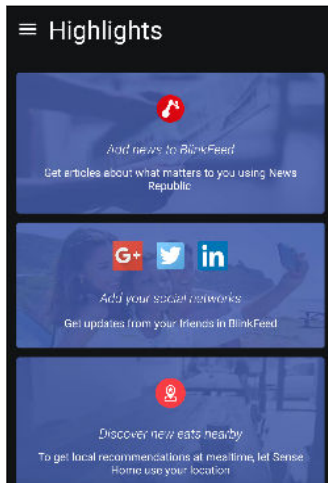 Highlights
Add news to BlinkFeed
Get articles about what matters to you using News
Republic
G+
in
Add your social networks
Get updates from your friends in BlinkFeed
Discover new eats nearby
To get local recommendations at mealtime, let Sense
Home use your location